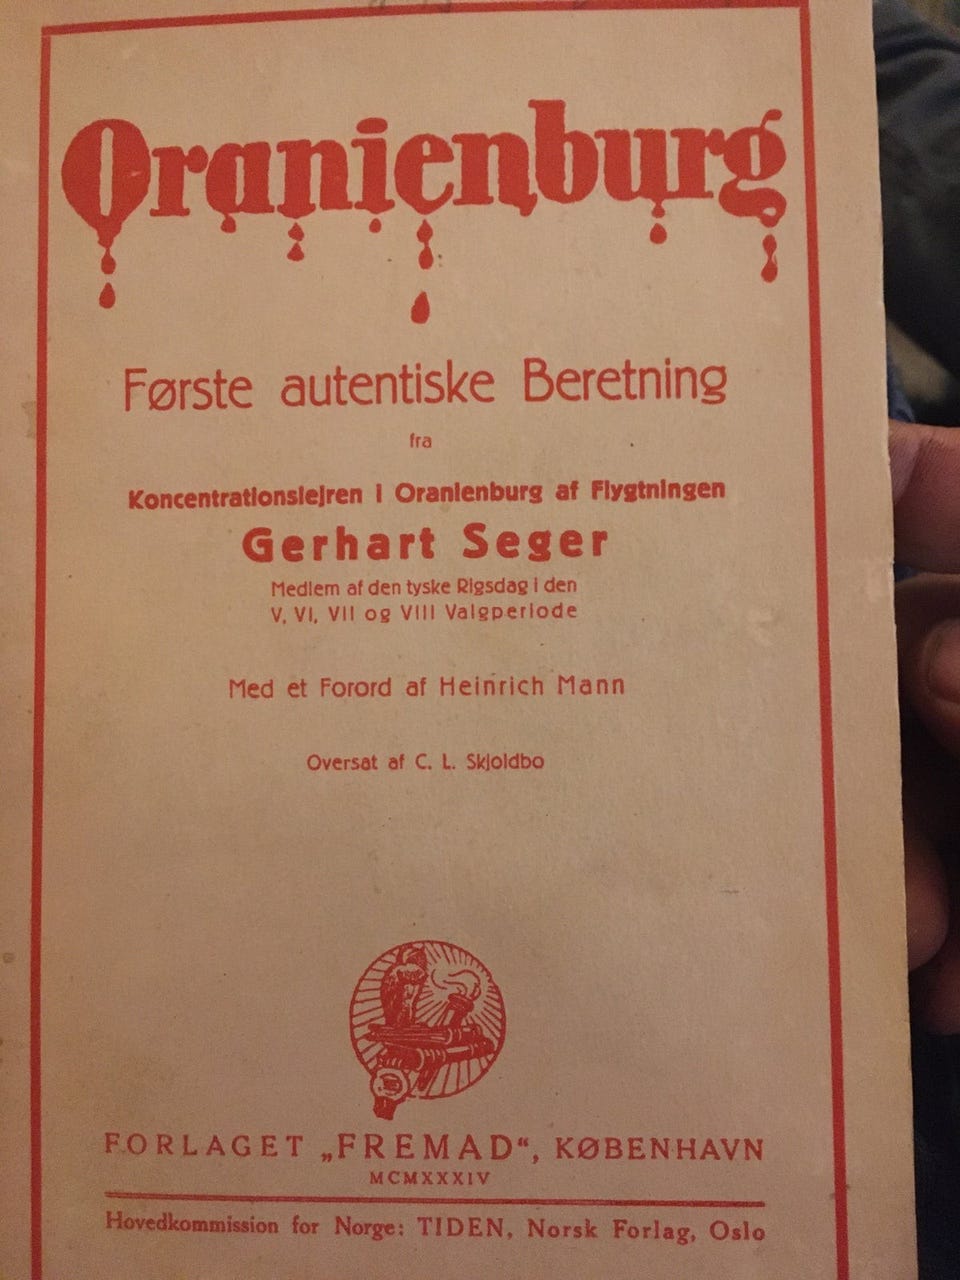 Oranienburg
Første autentiske Beretning
fra
Koncentrationslejren i Oranienburg af Flygtningen
Gerhart Seger
Medlem af den tyske Rigsdag i den
V, VI, VII og VIII Valgperiode
Med et Forord af Heinrich Mann
Oversat af C. L. Skjoldbo
FORLAGET „FREMAD“, KØBENHAVN
MCMXXXIV
Hovedkommission for Norge: TIDEN, Norsk Forlag, Oslo